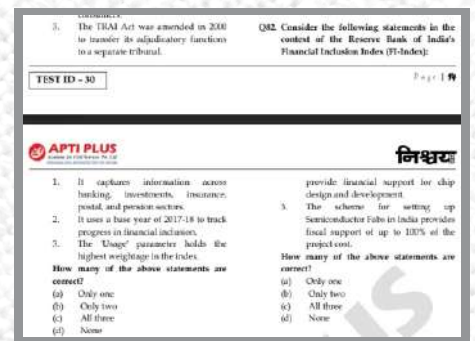 3. The TRAI Act was amended in 2000
to transfer its adjudicatory functions
to a separate tribunal.
Q82. Consider the following statements in the
context of the Reserve Bank of India's
Financial Inclusion Index (FI-Index):
TEST ID - 30
Page |
APTI PLUS
निश्चय
1. It captures information across
banking, investments, insurance,
postal, and pension sectors.
2. It uses a base year of 2017-18 to track
progress in financial inclusion.
3. The 'Usage' parameter holds the
highest weightage in the index.
How many of the above statements are
correct?
(a) Only one
(b) Only two
(c) All three
(d) None
provide financial support for chip
design and development.
3. The scheme for setting up
Semiconductor Fabs in India provides
fiscal support of up to 100% of the
project cost.
How many of the above statements are
correct?
(a) Only one
(b) Only two
(c) All three
(d) None